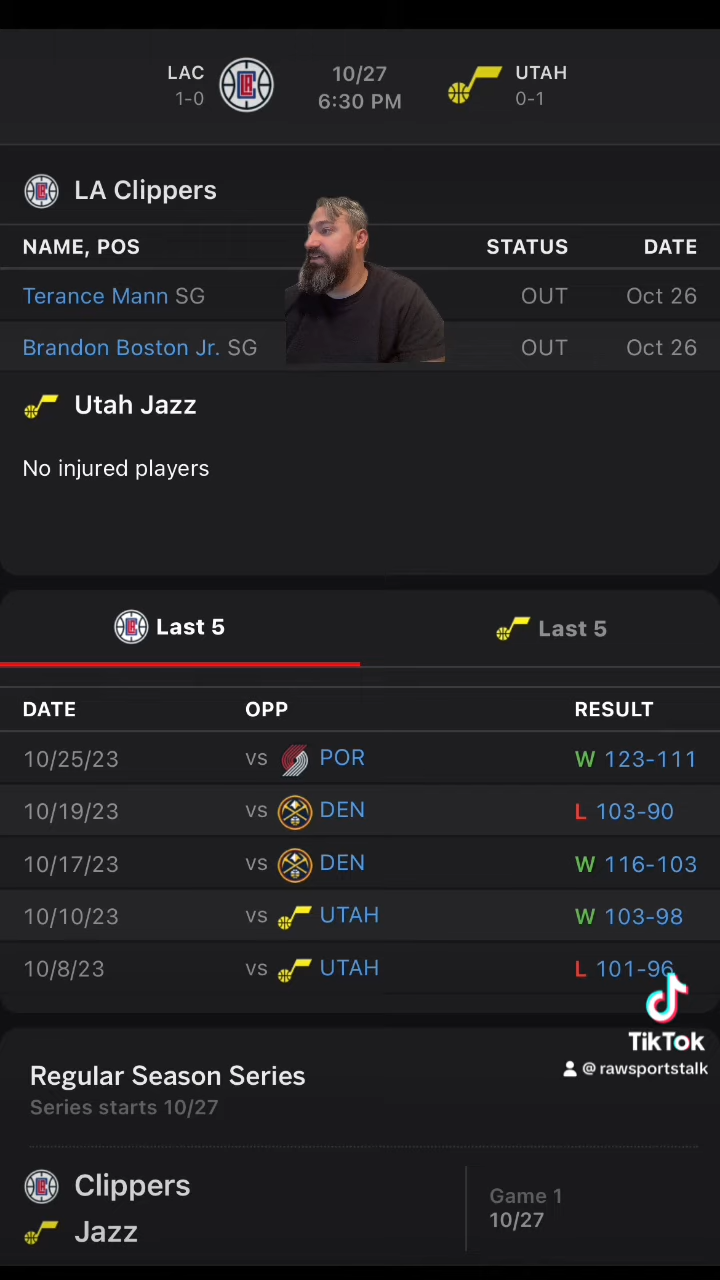 LAC
1-0
10/27
6:30 PM
UTAH
0-1
LA Clippers
NAME, POS STATUS DATE
Terance Mann SG OUT Oct 26
Brandon Boston Jr. SG OUT Oct 26
Utah Jazz
No injured players
Last 5 Last 5
DATE OPP RESULT
10/25/23 vs POR W 123-111
10/19/23 vs DEN L 103-90
10/17/23 vs DEN W 116-103
10/10/23 vs UTAH W 103-98
10/8/23 vs UTAH L 101-96
TikTok
@rawsportstalk
Regular Season Series
Series starts 10/27
Clippers
Jazz
Game 1
10/27